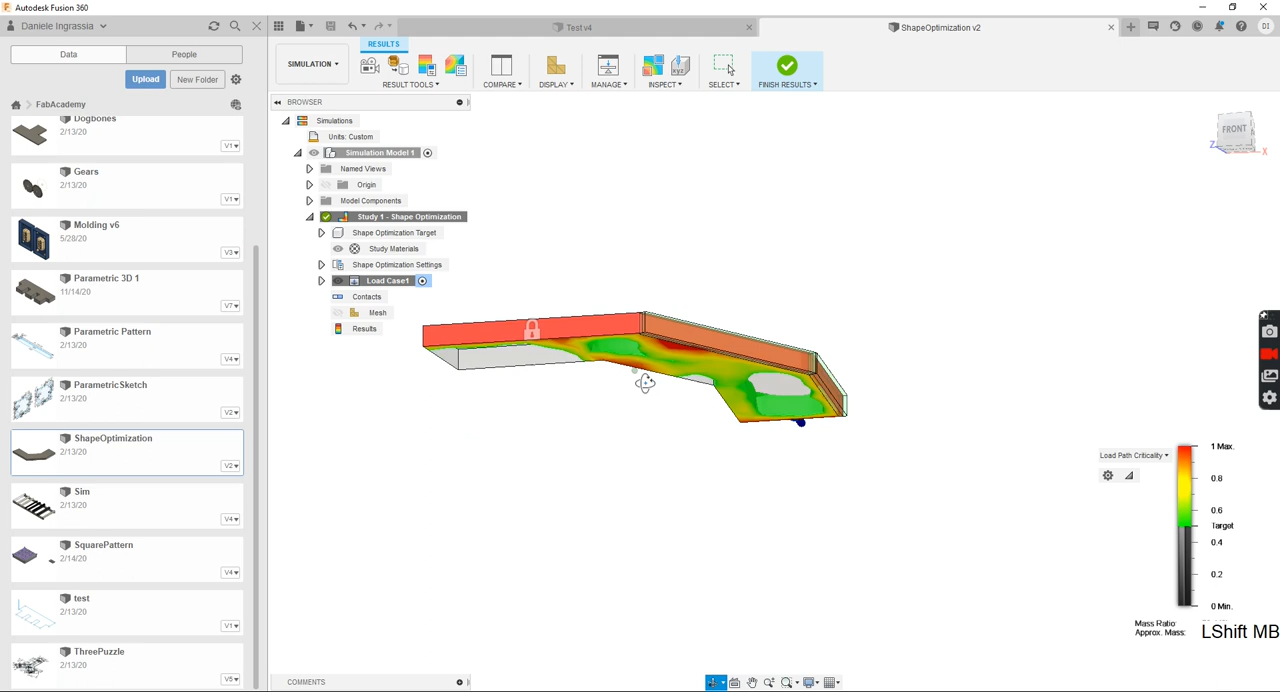 Autodesk Fusion 360
Daniele Ingrassia
Test v4
ShapeOptimization v2
DI
Data
People
RESULTS
SIMULATION
RESULT TOOLS
COMPARE
DISPLAY
MANAGE
INSPECT
SELECT
FINISH RESULTS
Upload
New Folder
FabAcademy
BROWSER
Dogbones
2/13/20
V1
Gears
2/13/20
V1
Molding v6
5/28/20
V3
Parametric 3D 1
11/14/20
V7
Parametric Pattern
2/13/20
V4
ParametricSketch
2/13/20
V2
ShapeOptimization
2/13/20
V2
Sim
2/13/20
V4
SquarePattern
2/14/20
V4
test
2/13/20
V1
ThreePuzzle
2/13/20
V5
Simulations
Units: Custom
Simulation Model 1
Named Views
Origin
Model Components
Study 1 - Shape Optimization
Shape Optimization Target
Study Materials
Shape Optimization Settings
Load Case1
Contacts
Mesh
Results
FRONT
Z
X
Load Path Criticality
1 Max.
0.8
0.6
Target
0.4
0.2
0 Min.
Mass Ratio:
Approx. Mass:
LShift MB
COMMENTS